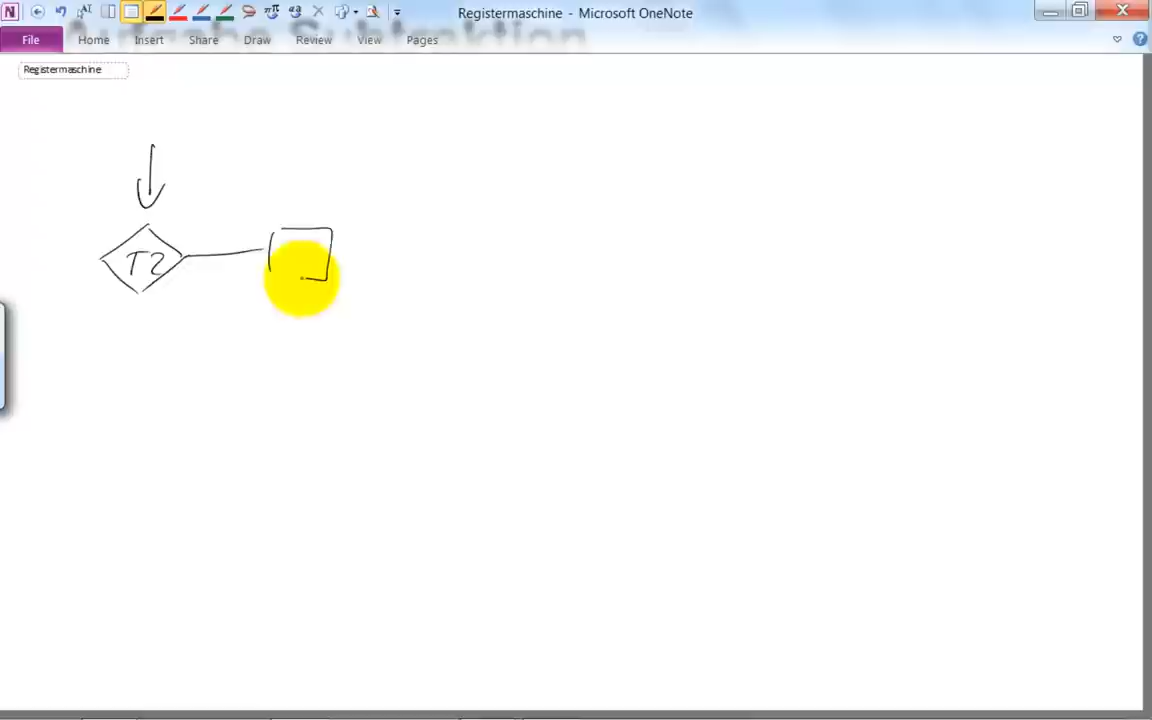 Registermaschine - Microsoft OneNote
File Home Insert Share Draw Review View Pages
Registermaschine
T2